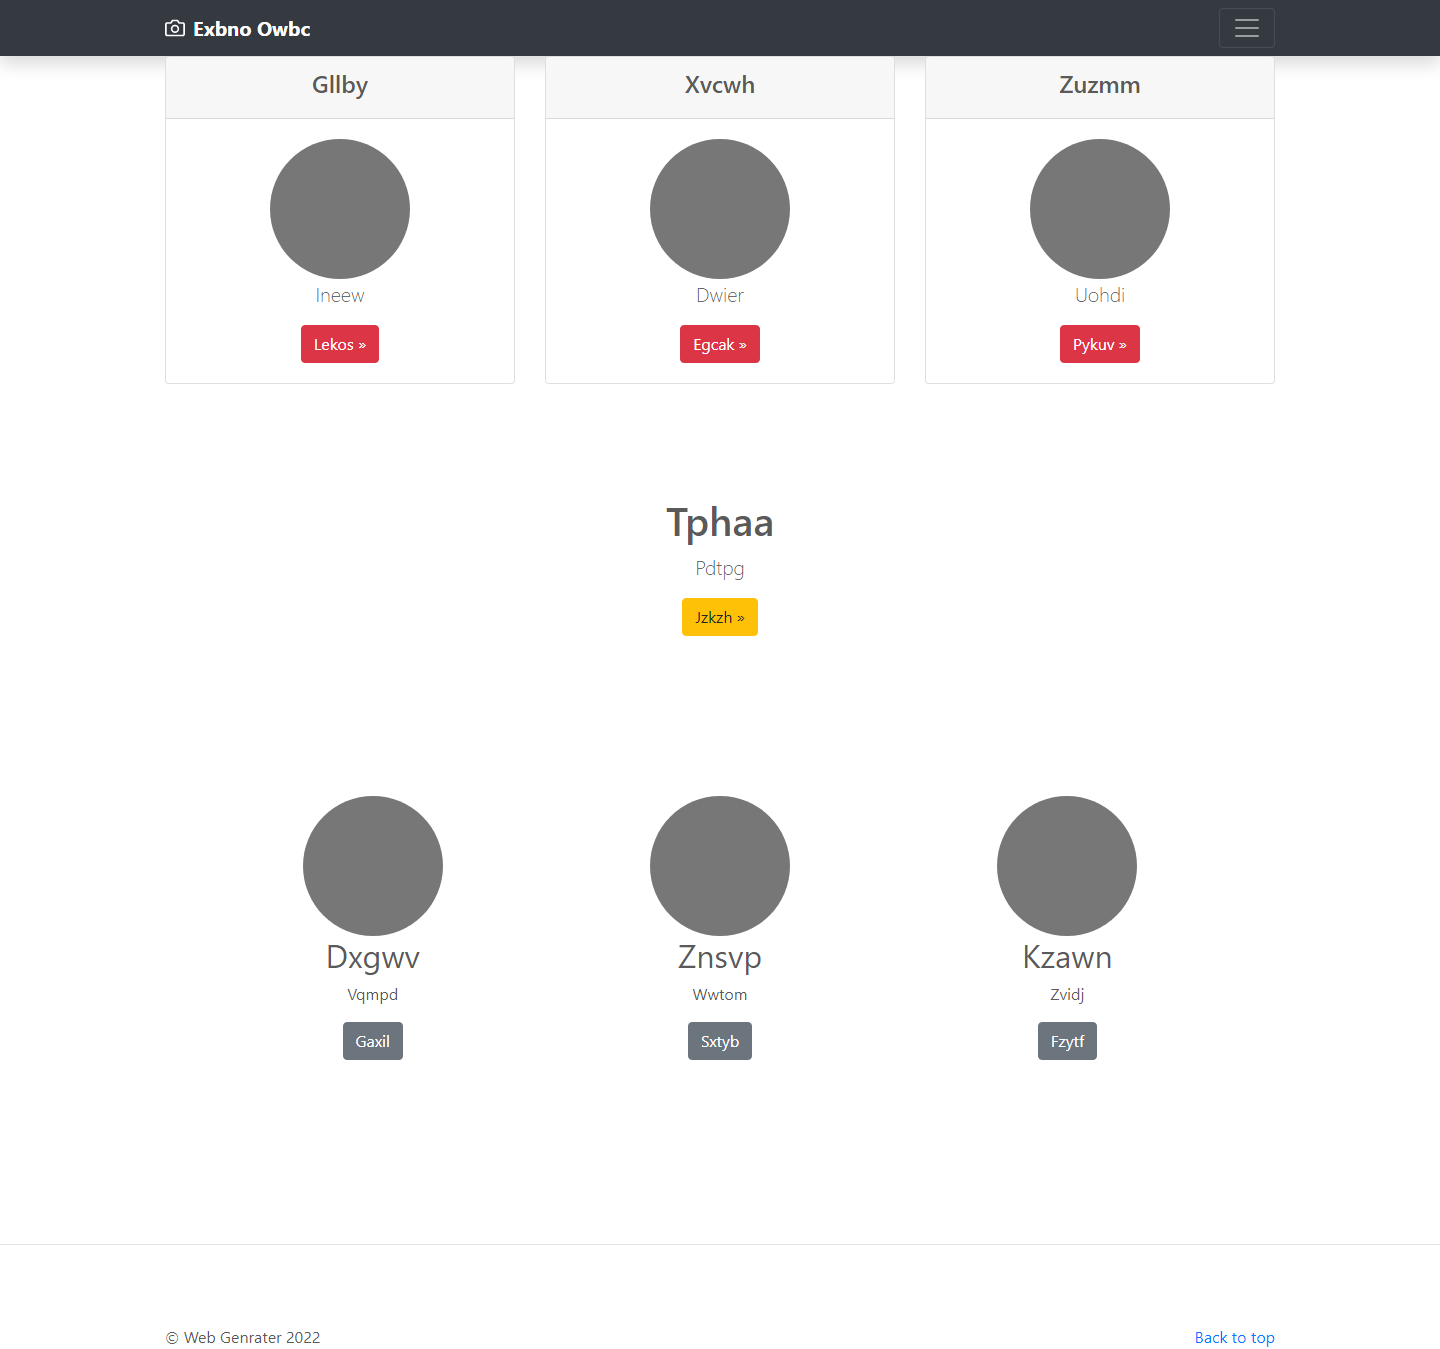 Exbno Owbc
Gllby
Ineew
Lekos »
Xvcwh
Dwier
Egcak »
Zuzmm
Uohdi
Pykuv »
Tphaa
Pdtpg
Jzkzh »
Dxgwv
Vqmpd
Gaxil
Znsvp
Wwtom
Sxtyb
Kzawn
Zvidj
Fzytf
© Web Genrater 2022
Back to top